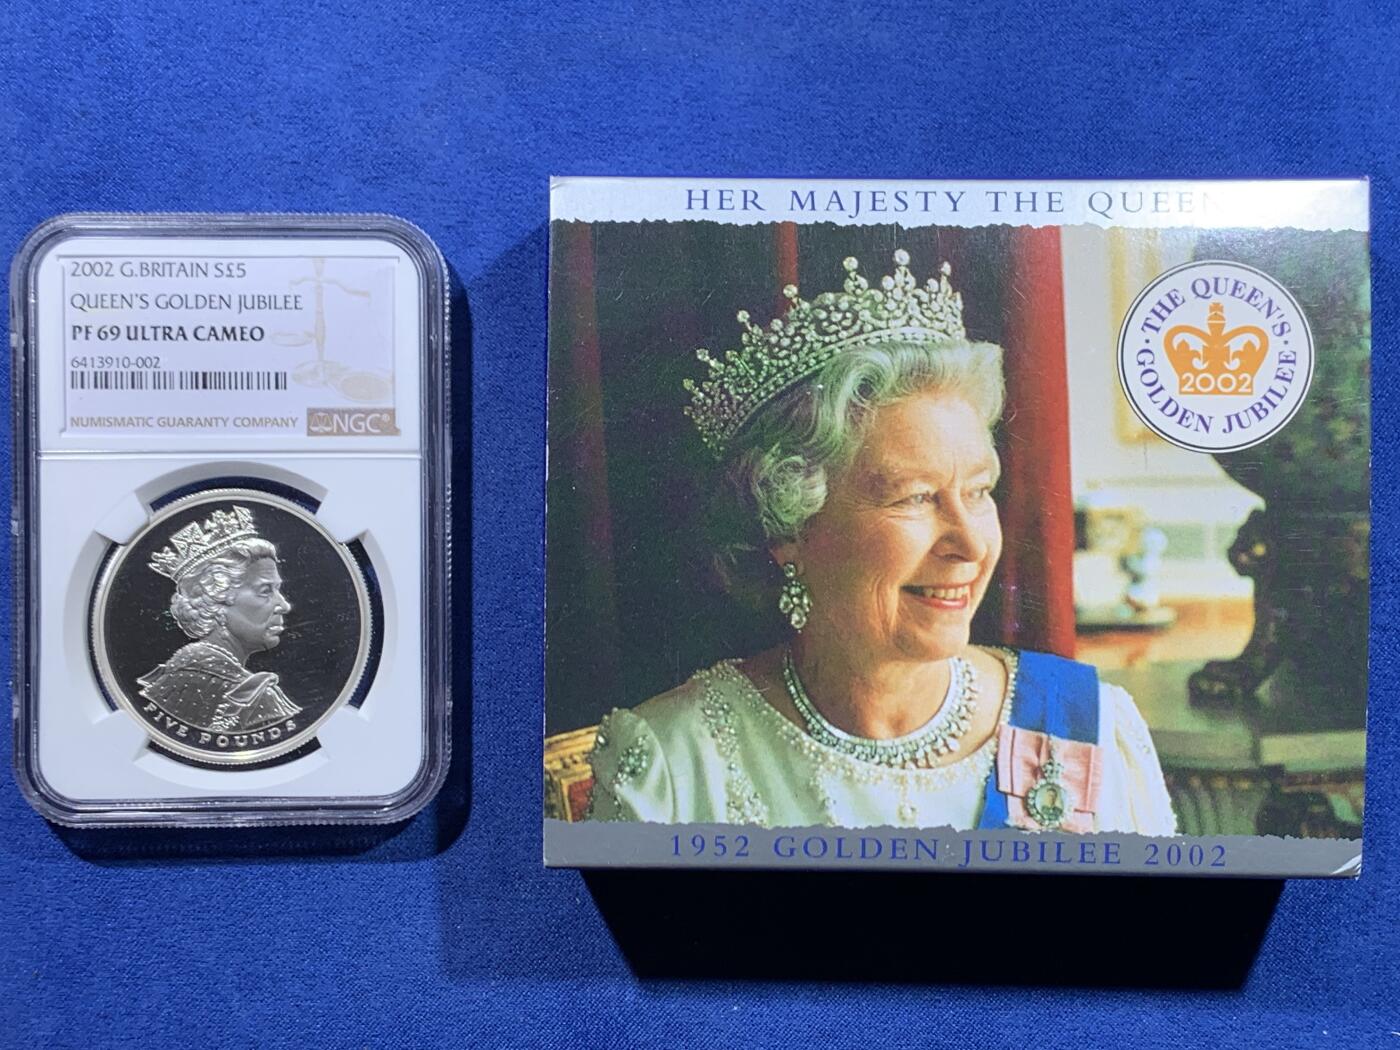 2002 G.BRITAIN S£5
QUEEN'S GOLDEN JUBILEE
PF 69 ULTRA CAMEO
6413910-002
NUMISMATIC GUARANTY COMPANY
NGC®
FIVE POUNDS
HER MAJESTY THE QUEEN
THE QUEEN'S
2002
GOLDEN JUBILEE
1952 GOLDEN JUBILEE 2002